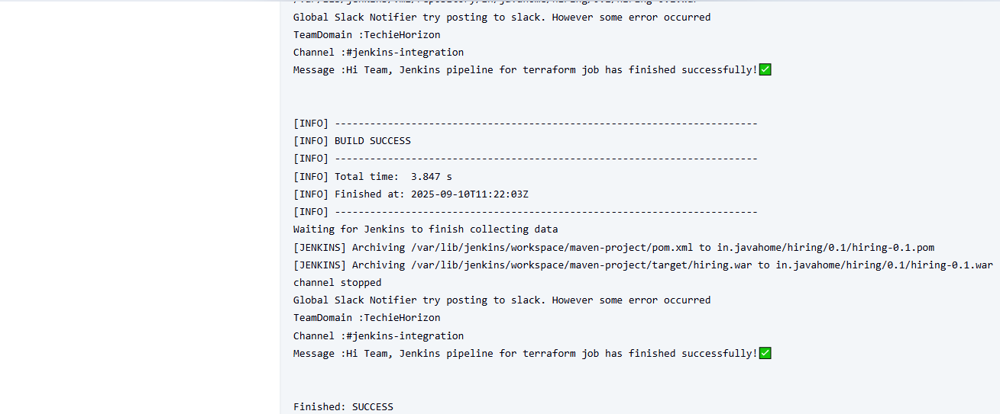 Global Slack Notifier try posting to slack. However some error occurred
TeamDomain :TechieHorizon
Channel :#jenkins-integration
Message :Hi Team, Jenkins pipeline for terraform job has finished successfully!✅
[INFO] ------------------------------------------------------------------------
[INFO] BUILD SUCCESS
[INFO] ------------------------------------------------------------------------
[INFO] Total time:  3.847 s
[INFO] Finished at: 2025-09-10T11:22:03Z
[INFO] ------------------------------------------------------------------------
Waiting for Jenkins to finish collecting data
[JENKINS] Archiving /var/lib/jenkins/workspace/maven-project/pom.xml to in.javahome/hiring/0.1/hiring-0.1.pom
[JENKINS] Archiving /var/lib/jenkins/workspace/maven-project/target/hiring.war to in.javahome/hiring/0.1/hiring-0.1.war
channel stopped
Global Slack Notifier try posting to slack. However some error occurred
TeamDomain :TechieHorizon
Channel :#jenkins-integration
Message :Hi Team, Jenkins pipeline for terraform job has finished successfully!✅
Finished: SUCCESS